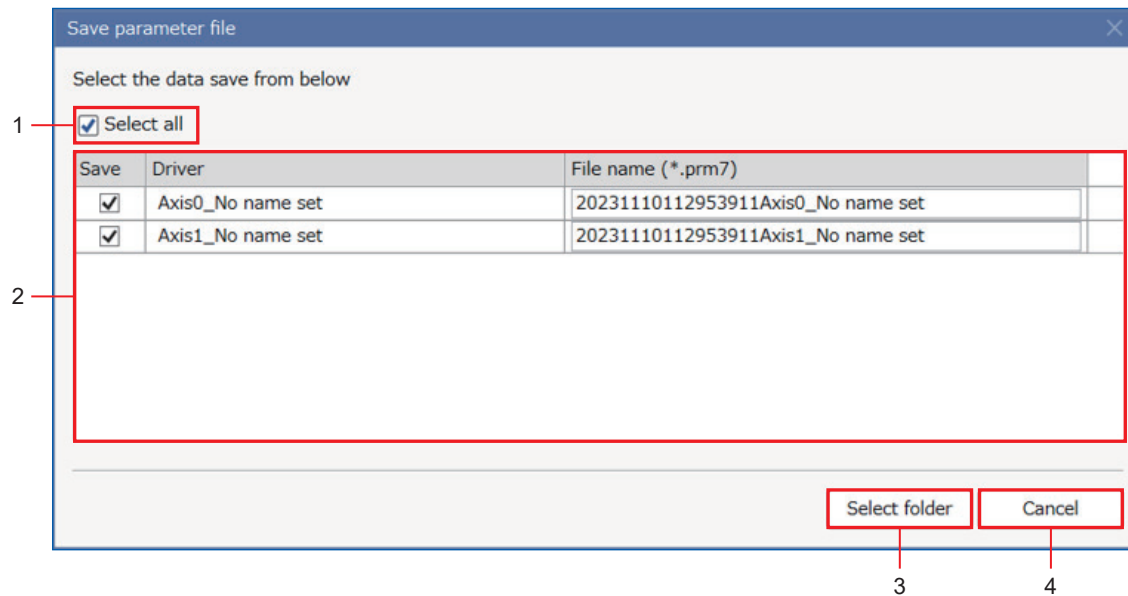 Save parameter file
Select the data save from below
1
Select all
Save Driver File name (*.prm7)
Axis0_No name set 20231110112953911Axis0_No name set
Axis1_No name set 20231110112953911Axis1_No name set
2
Select folder Cancel
3 4